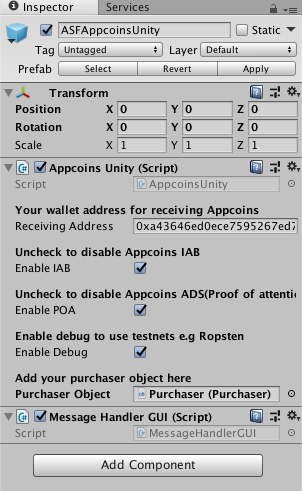 Inspector Services
ASFAppcoinsUnity Static
Tag Untagged Layer Default
Prefab Select Revert Apply
Transform
Position X 0 Y 0 Z 0
Rotation X 0 Y 0 Z 0
Scale X 1 Y 1 Z 1
Appcoins Unity (Script)
Script AppcoinsUnity
Your wallet address for receiving Appcoins
Receiving Address 0xa43646ed0ece7595267ed7
Uncheck to disable Appcoins IAB
Enable IAB
Uncheck to disable Appcoins ADS(Proof of attenti
Enable POA
Enable debug to use testnets e.g Ropsten
Enable Debug
Add your purchaser object here
Purchaser Object Purchaser (Purchaser)
Message Handler GUI (Script)
Script MessageHandlerGUI
Add Component